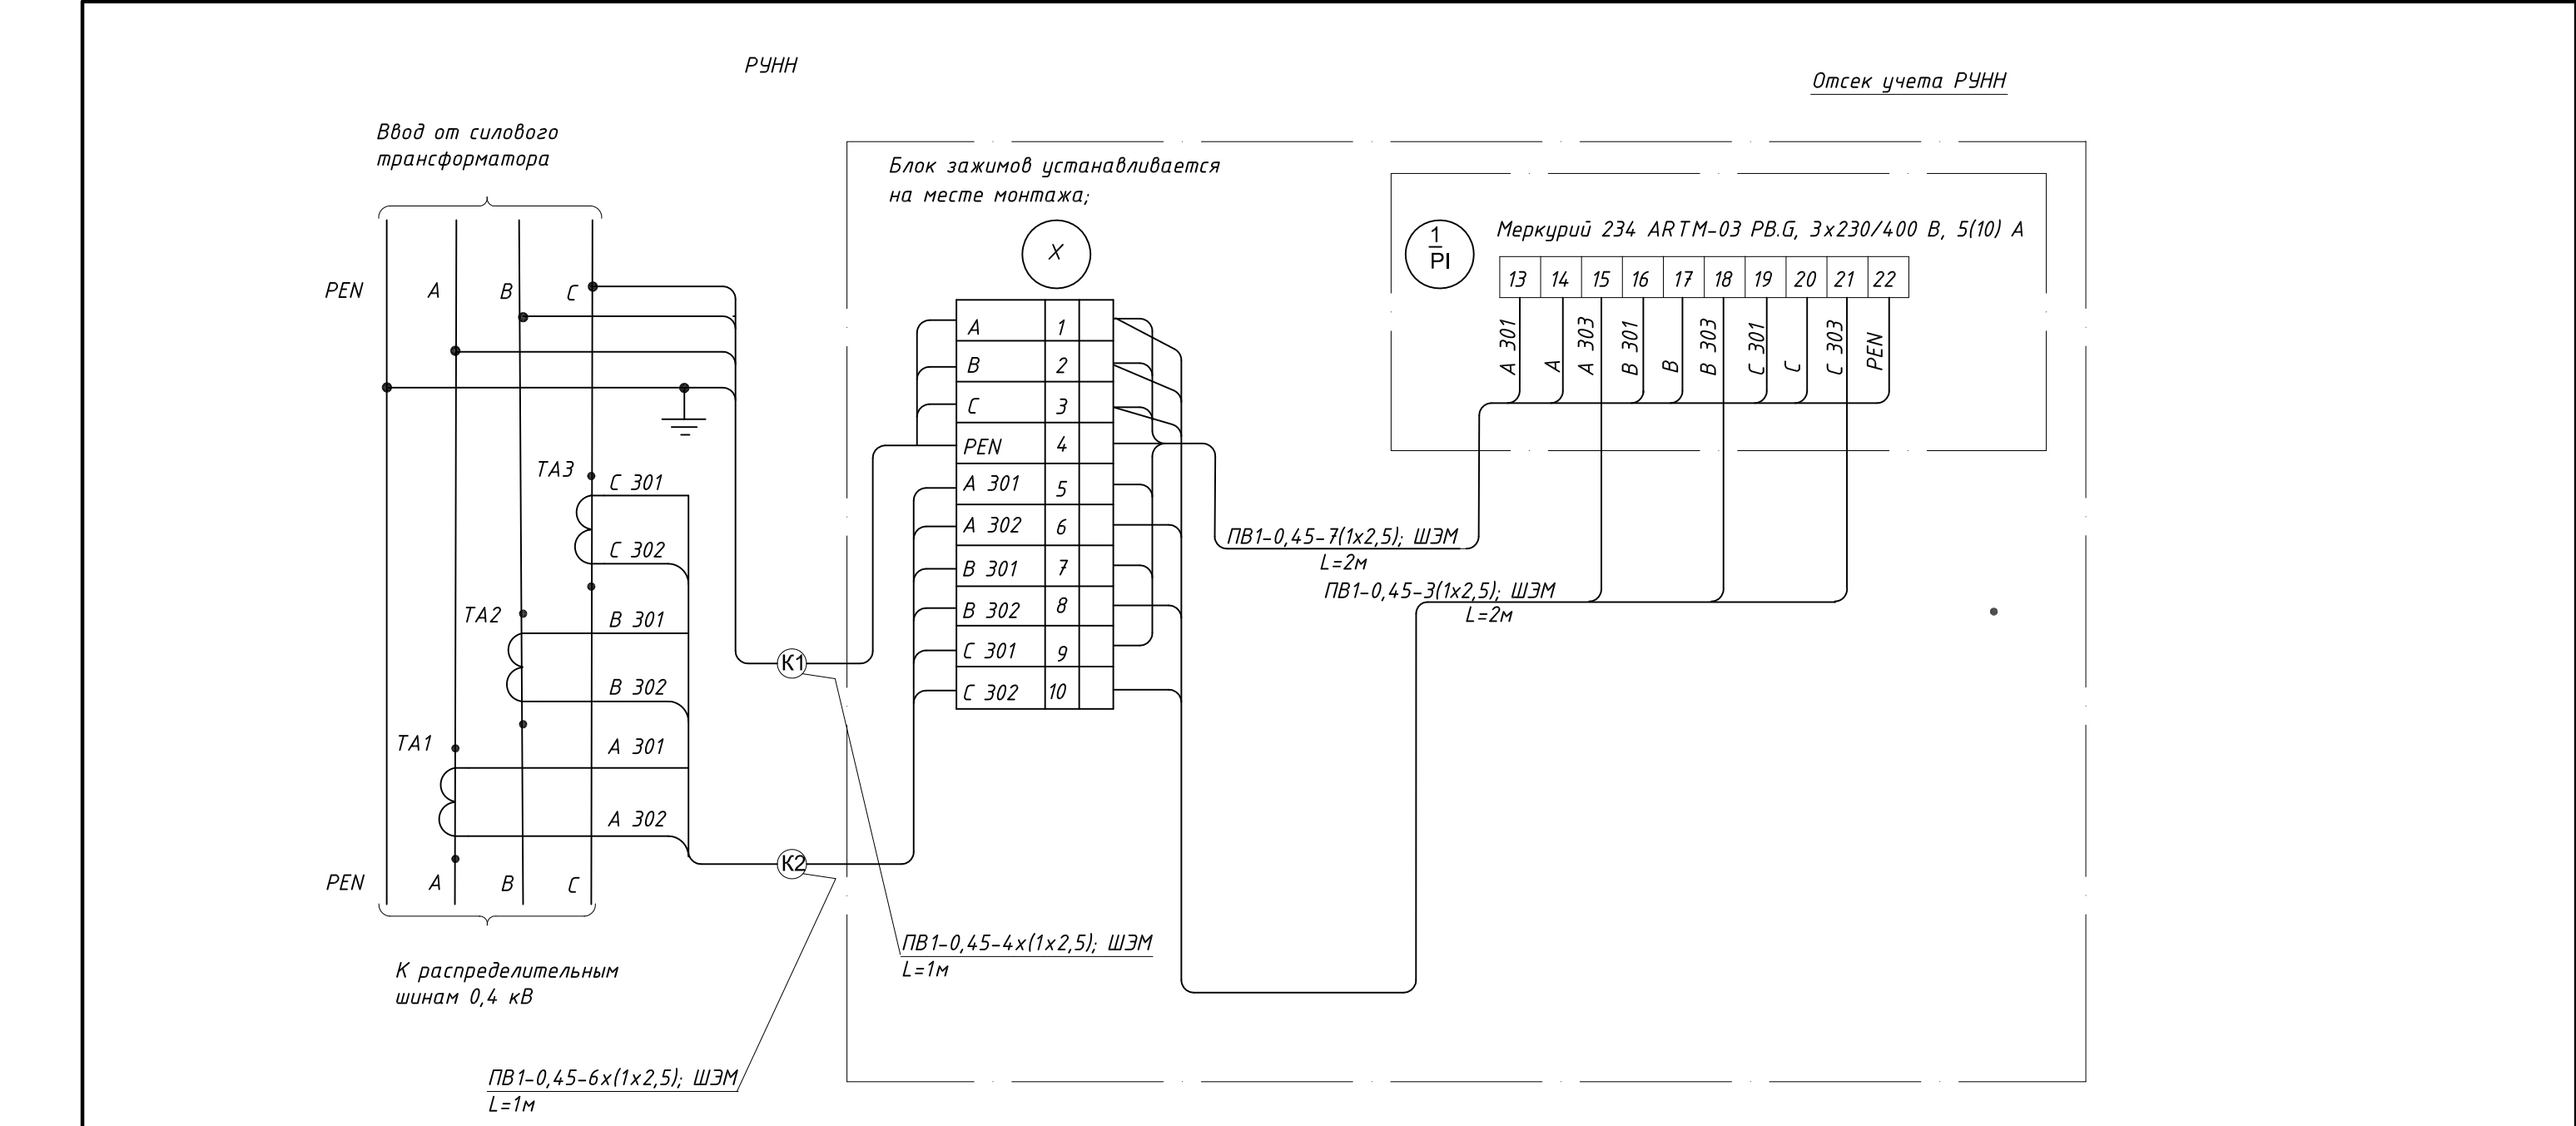 РУНН
Отсек учета РУНН
Ввод от силового
трансформатора
Блок зажимов устанавливается
на месте монтажа;
X
1
PI
Меркурий 234 ARTM-03 PB.G, 3х230/400 В, 5(10) А
13 14 15 16 17 18 19 20 21 22
A 301
A
A 303
B 301
B
B 303
C 301
C
C 303
PEN
PEN A B C
A 1
B 2
C 3
PEN 4
A 301 5
A 302 6
B 301 7
B 302 8
C 301 9
C 302 10
ТА3
C 301
C 302
ТА2
B 301
B 302
ТА1
A 301
A 302
K1
K2
PEN A B C
ПВ1-0,45-7(1х2,5); ШЭМ
L=2м
ПВ1-0,45-3(1х2,5); ШЭМ
L=2м
ПВ1-0,45-4х(1х2,5); ШЭМ
L=1м
К распределительным
шинам 0,4 кВ
ПВ1-0,45-6х(1х2,5); ШЭМ
L=1м